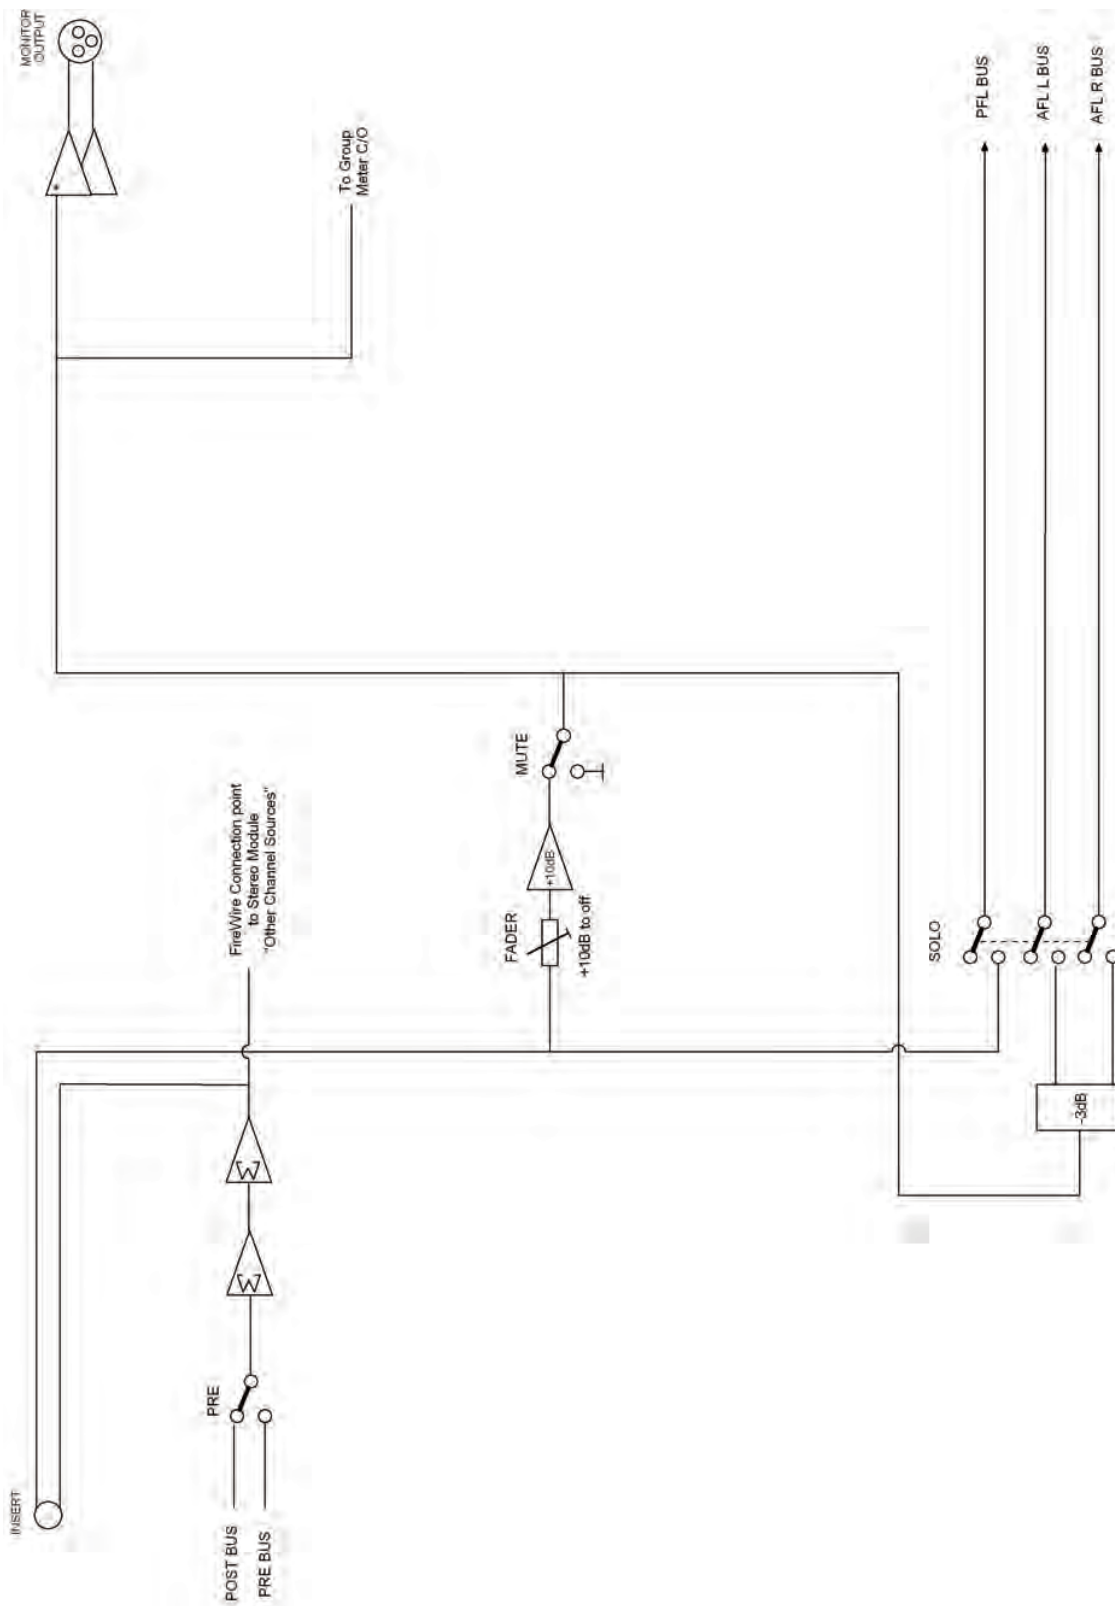 MONITOR
OUTPUT
To Group
Meter C/O
PFL BUS
AFL L BUS
AFL R BUS
FireWire Connection point
to Stereo Module
"Other Channel Sources"
MUTE
+10dB
FADER
+10dB to off
SOLO
-3dB
Σ
Σ
PRE
INSERT
POST BUS
PRE BUS